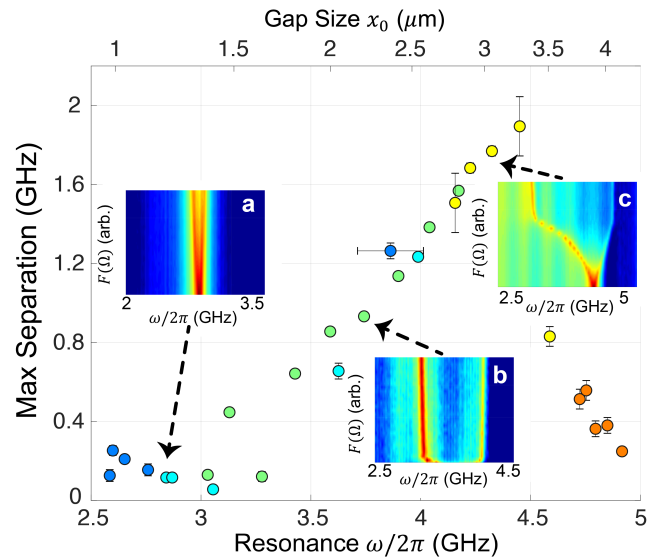 Gap Size x₀ (μm)
1 1.5 2 2.5 3 3.5 4
Max Separation (GHz)
2
1.6
1.2
0.8
0.4
0
a
F(Ω) (arb.)
2 3.5
ω/2π (GHz)
c
F(Ω) (arb.)
2.5 5
ω/2π (GHz)
b
F(Ω) (arb.)
2.5 4.5
ω/2π (GHz)
2.5 3 3.5 4 4.5 5
Resonance ω/2π (GHz)